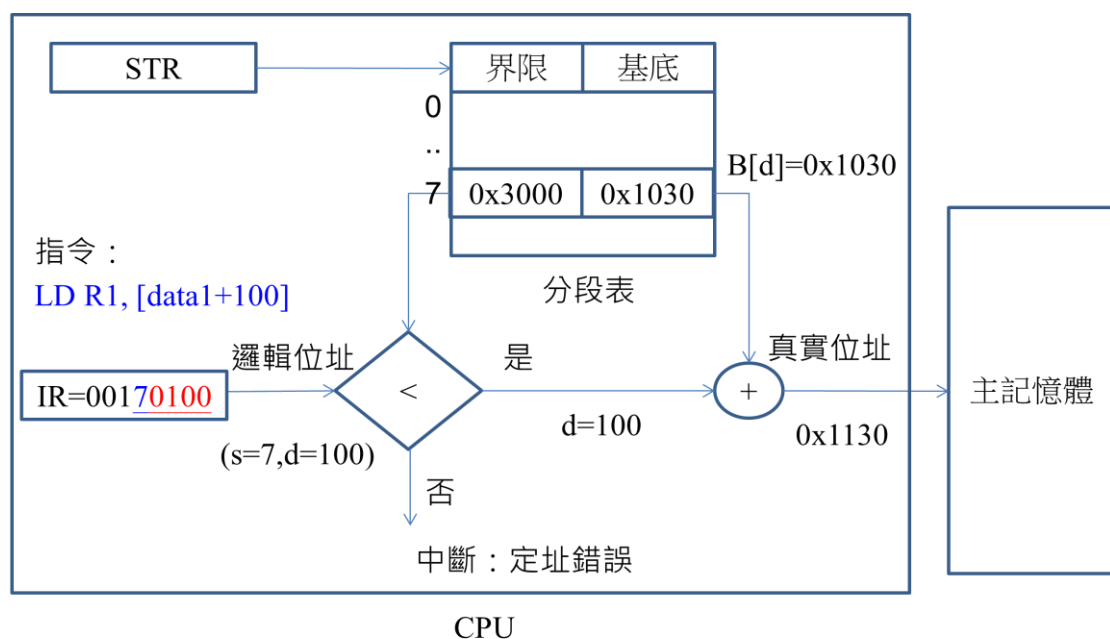 STR
界限 基底
0
..
7 0x3000 0x1030
B[d]=0x1030
指令：
LD R1, [data1+100]
分段表
邏輯位址
是
真實位址
IR=00170100
<
+
主記憶體
(s=7,d=100)
d=100
0x1130
否
中斷：定址錯誤
CPU